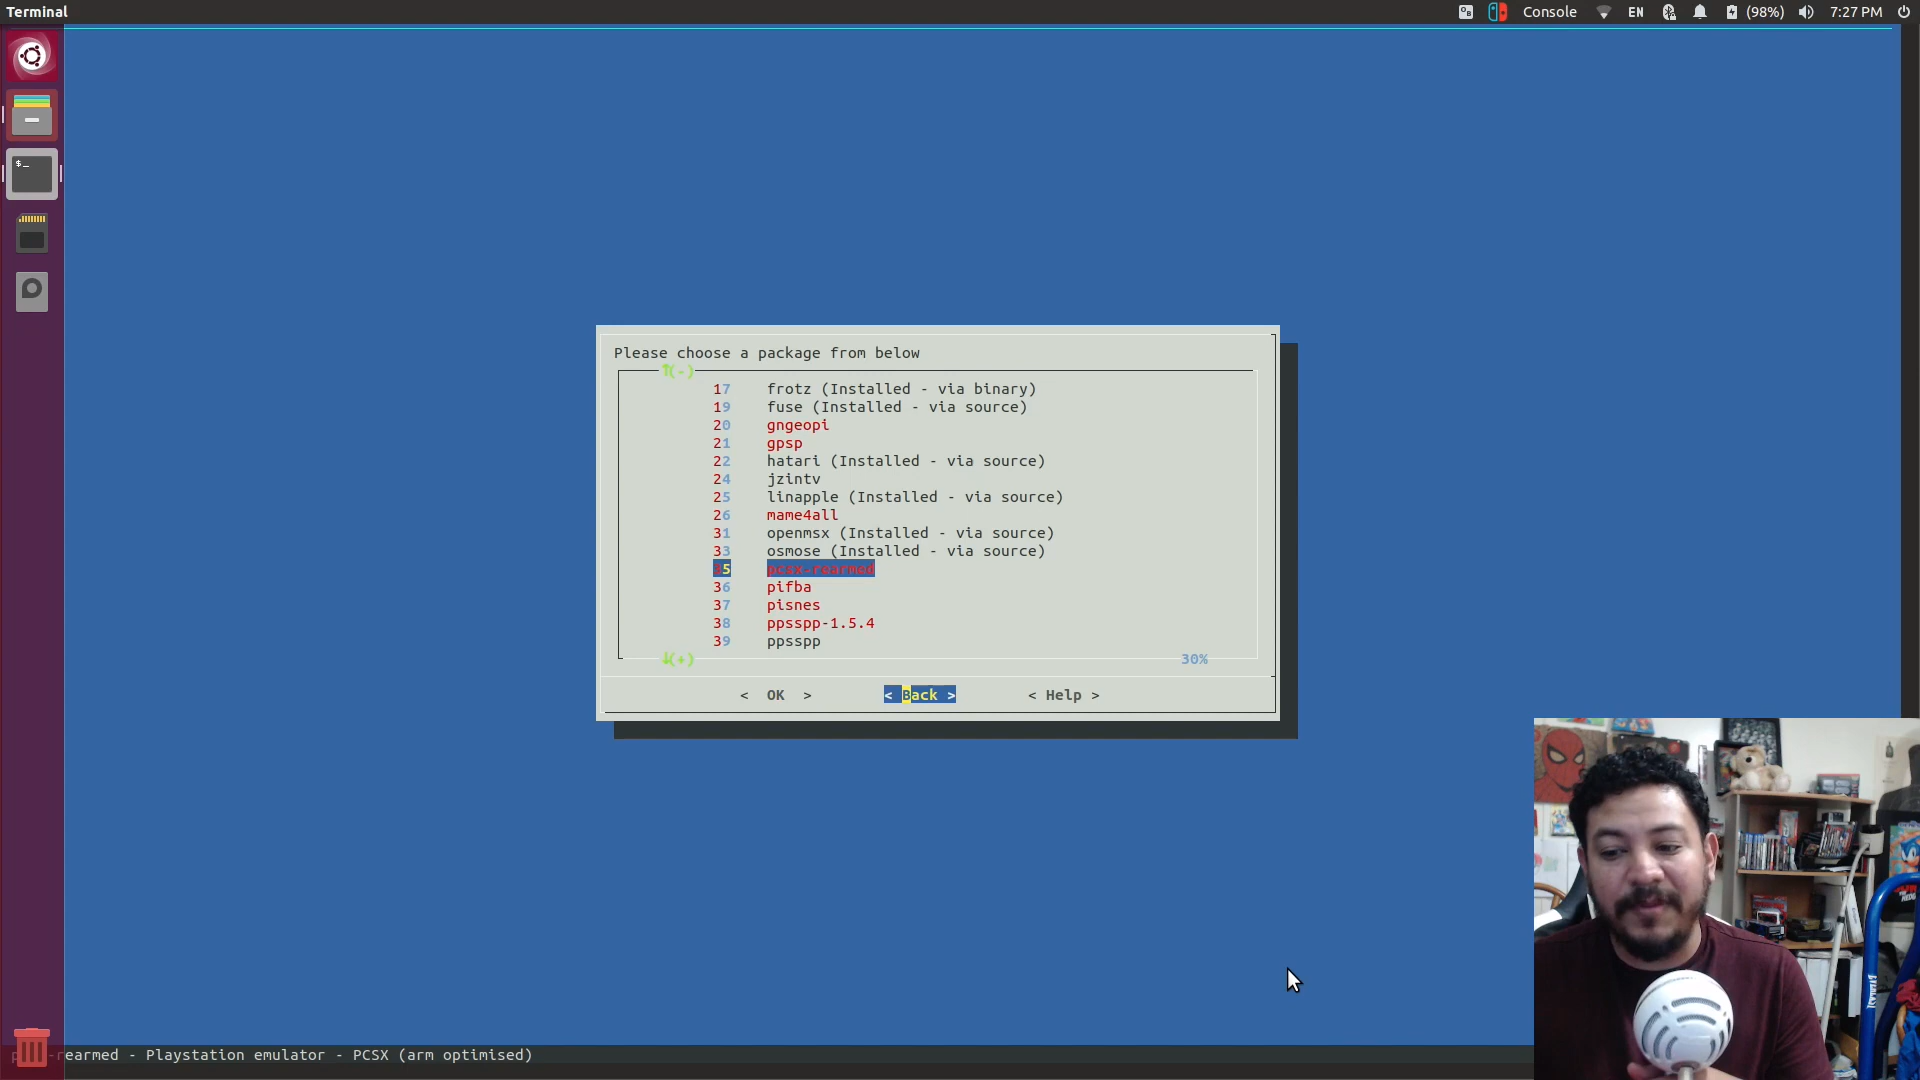 Terminal
Console EN (98%) 7:27 PM
$_
Please choose a package from below
↑(-)
17 frotz (Installed - via binary)
19 fuse (Installed - via source)
20 gngeopi
21 gpsp
22 hatari (Installed - via source)
24 jzintv
25 linapple (Installed - via source)
26 mame4all
31 openmsx (Installed - via source)
33 osmose (Installed - via source)
35 pcsx-rearmed
36 pifba
37 pisnes
38 ppsspp-1.5.4
39 ppsspp
↓(+) 30%
< OK > < Back > < Help >
rearmed - Playstation emulator - PCSX (arm optimised)